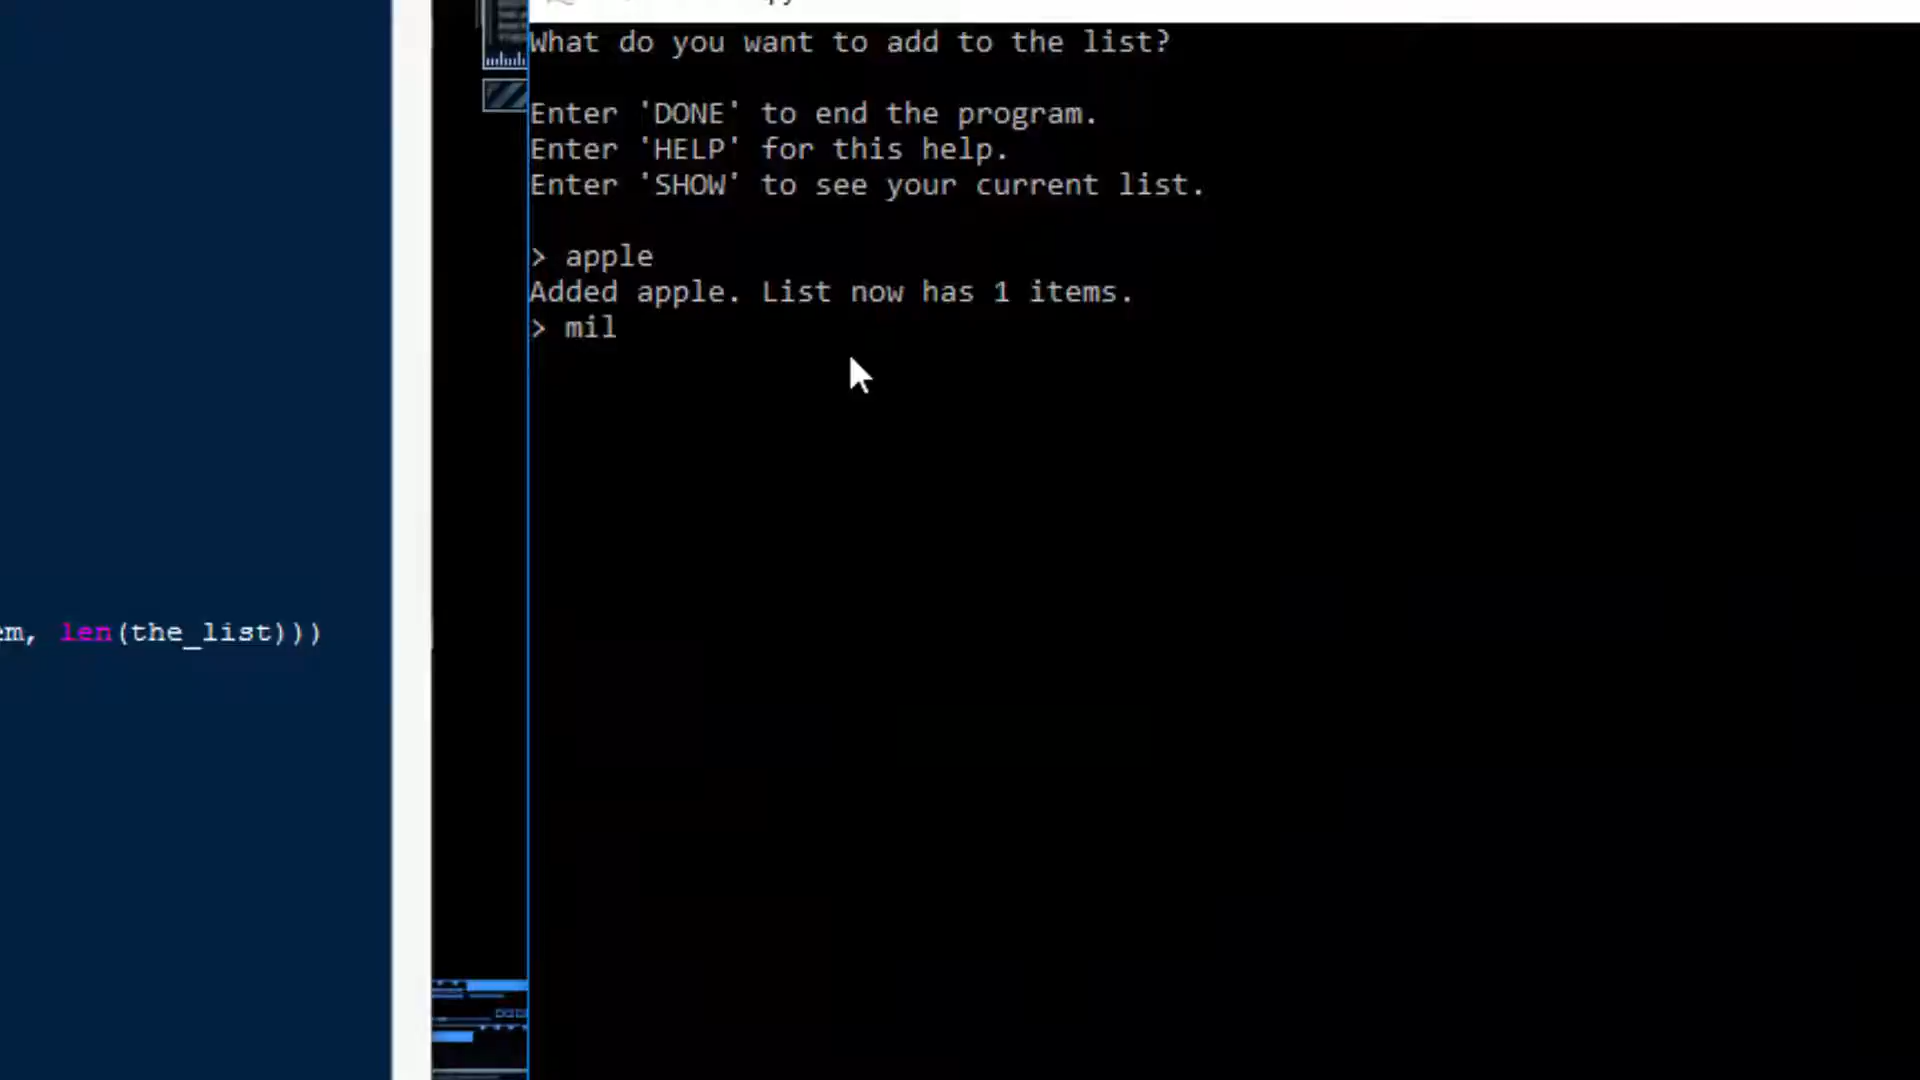 What do you want to add to the list?
Enter 'DONE' to end the program.
Enter 'HELP' for this help.
Enter 'SHOW' to see your current list.
> apple
Added apple. List now has 1 items.
> mil
em, len(the_list)))